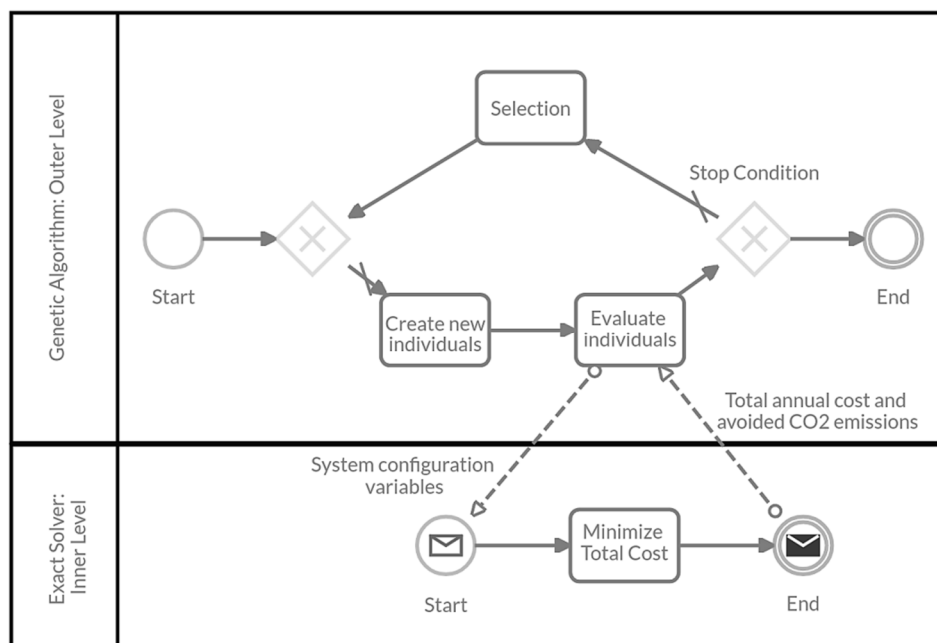 Genetic Algorithm: Outer Level
Selection
Stop Condition
Start
End
Create new
individuals
Evaluate
individuals
Total annual cost and
avoided CO2 emissions
System configuration
variables
Exact Solver:
Inner Level
Minimize
Total Cost
Start
End